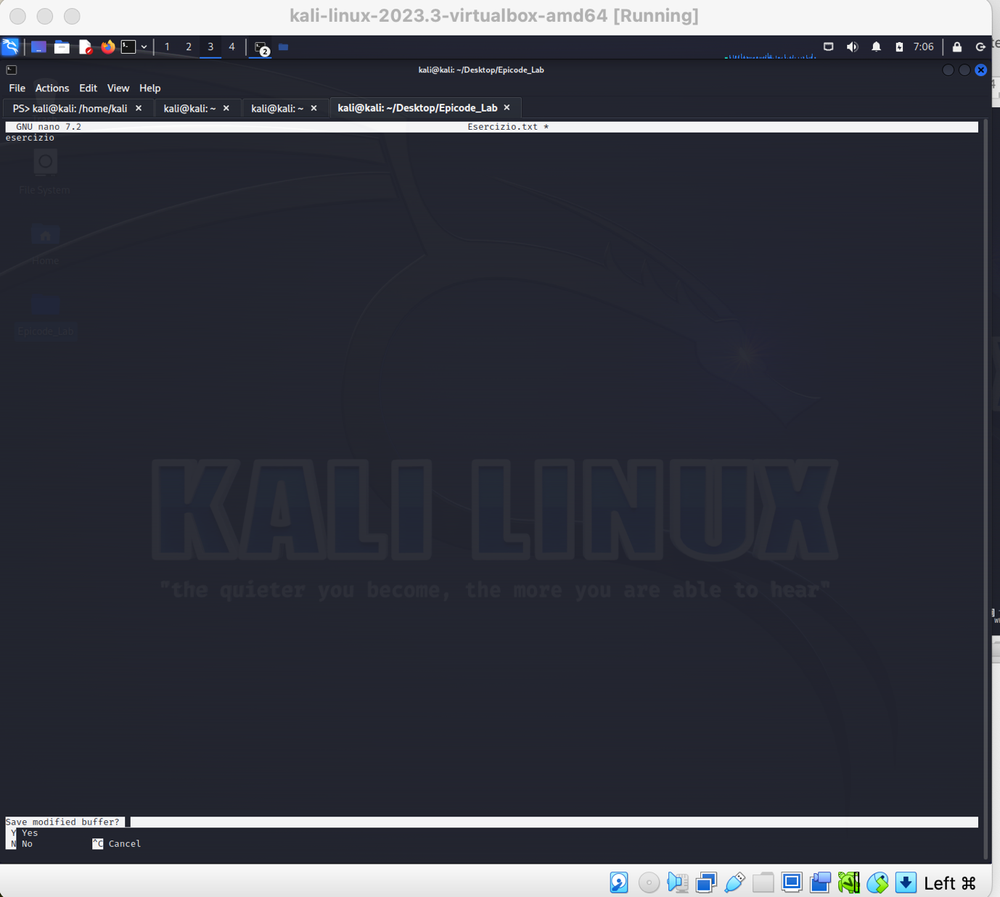 kali-linux-2023.3-virtualbox-amd64 [Running]
1 2 3 4 2 7:06
kali@kali: ~/Desktop/Epicode_Lab
File Actions Edit View Help
PS> kali@kali: /home/kali × kali@kali: ~ × kali@kali: ~ × kali@kali: ~/Desktop/Epicode_Lab ×
GNU nano 7.2 Esercizio.txt *
esercizio
File System
Home
Epicode_Lab
KALI LINUX
"the quieter you become, the more you are able to hear"
Save modified buffer?
Y Yes
N No ^C Cancel
Left ⌘